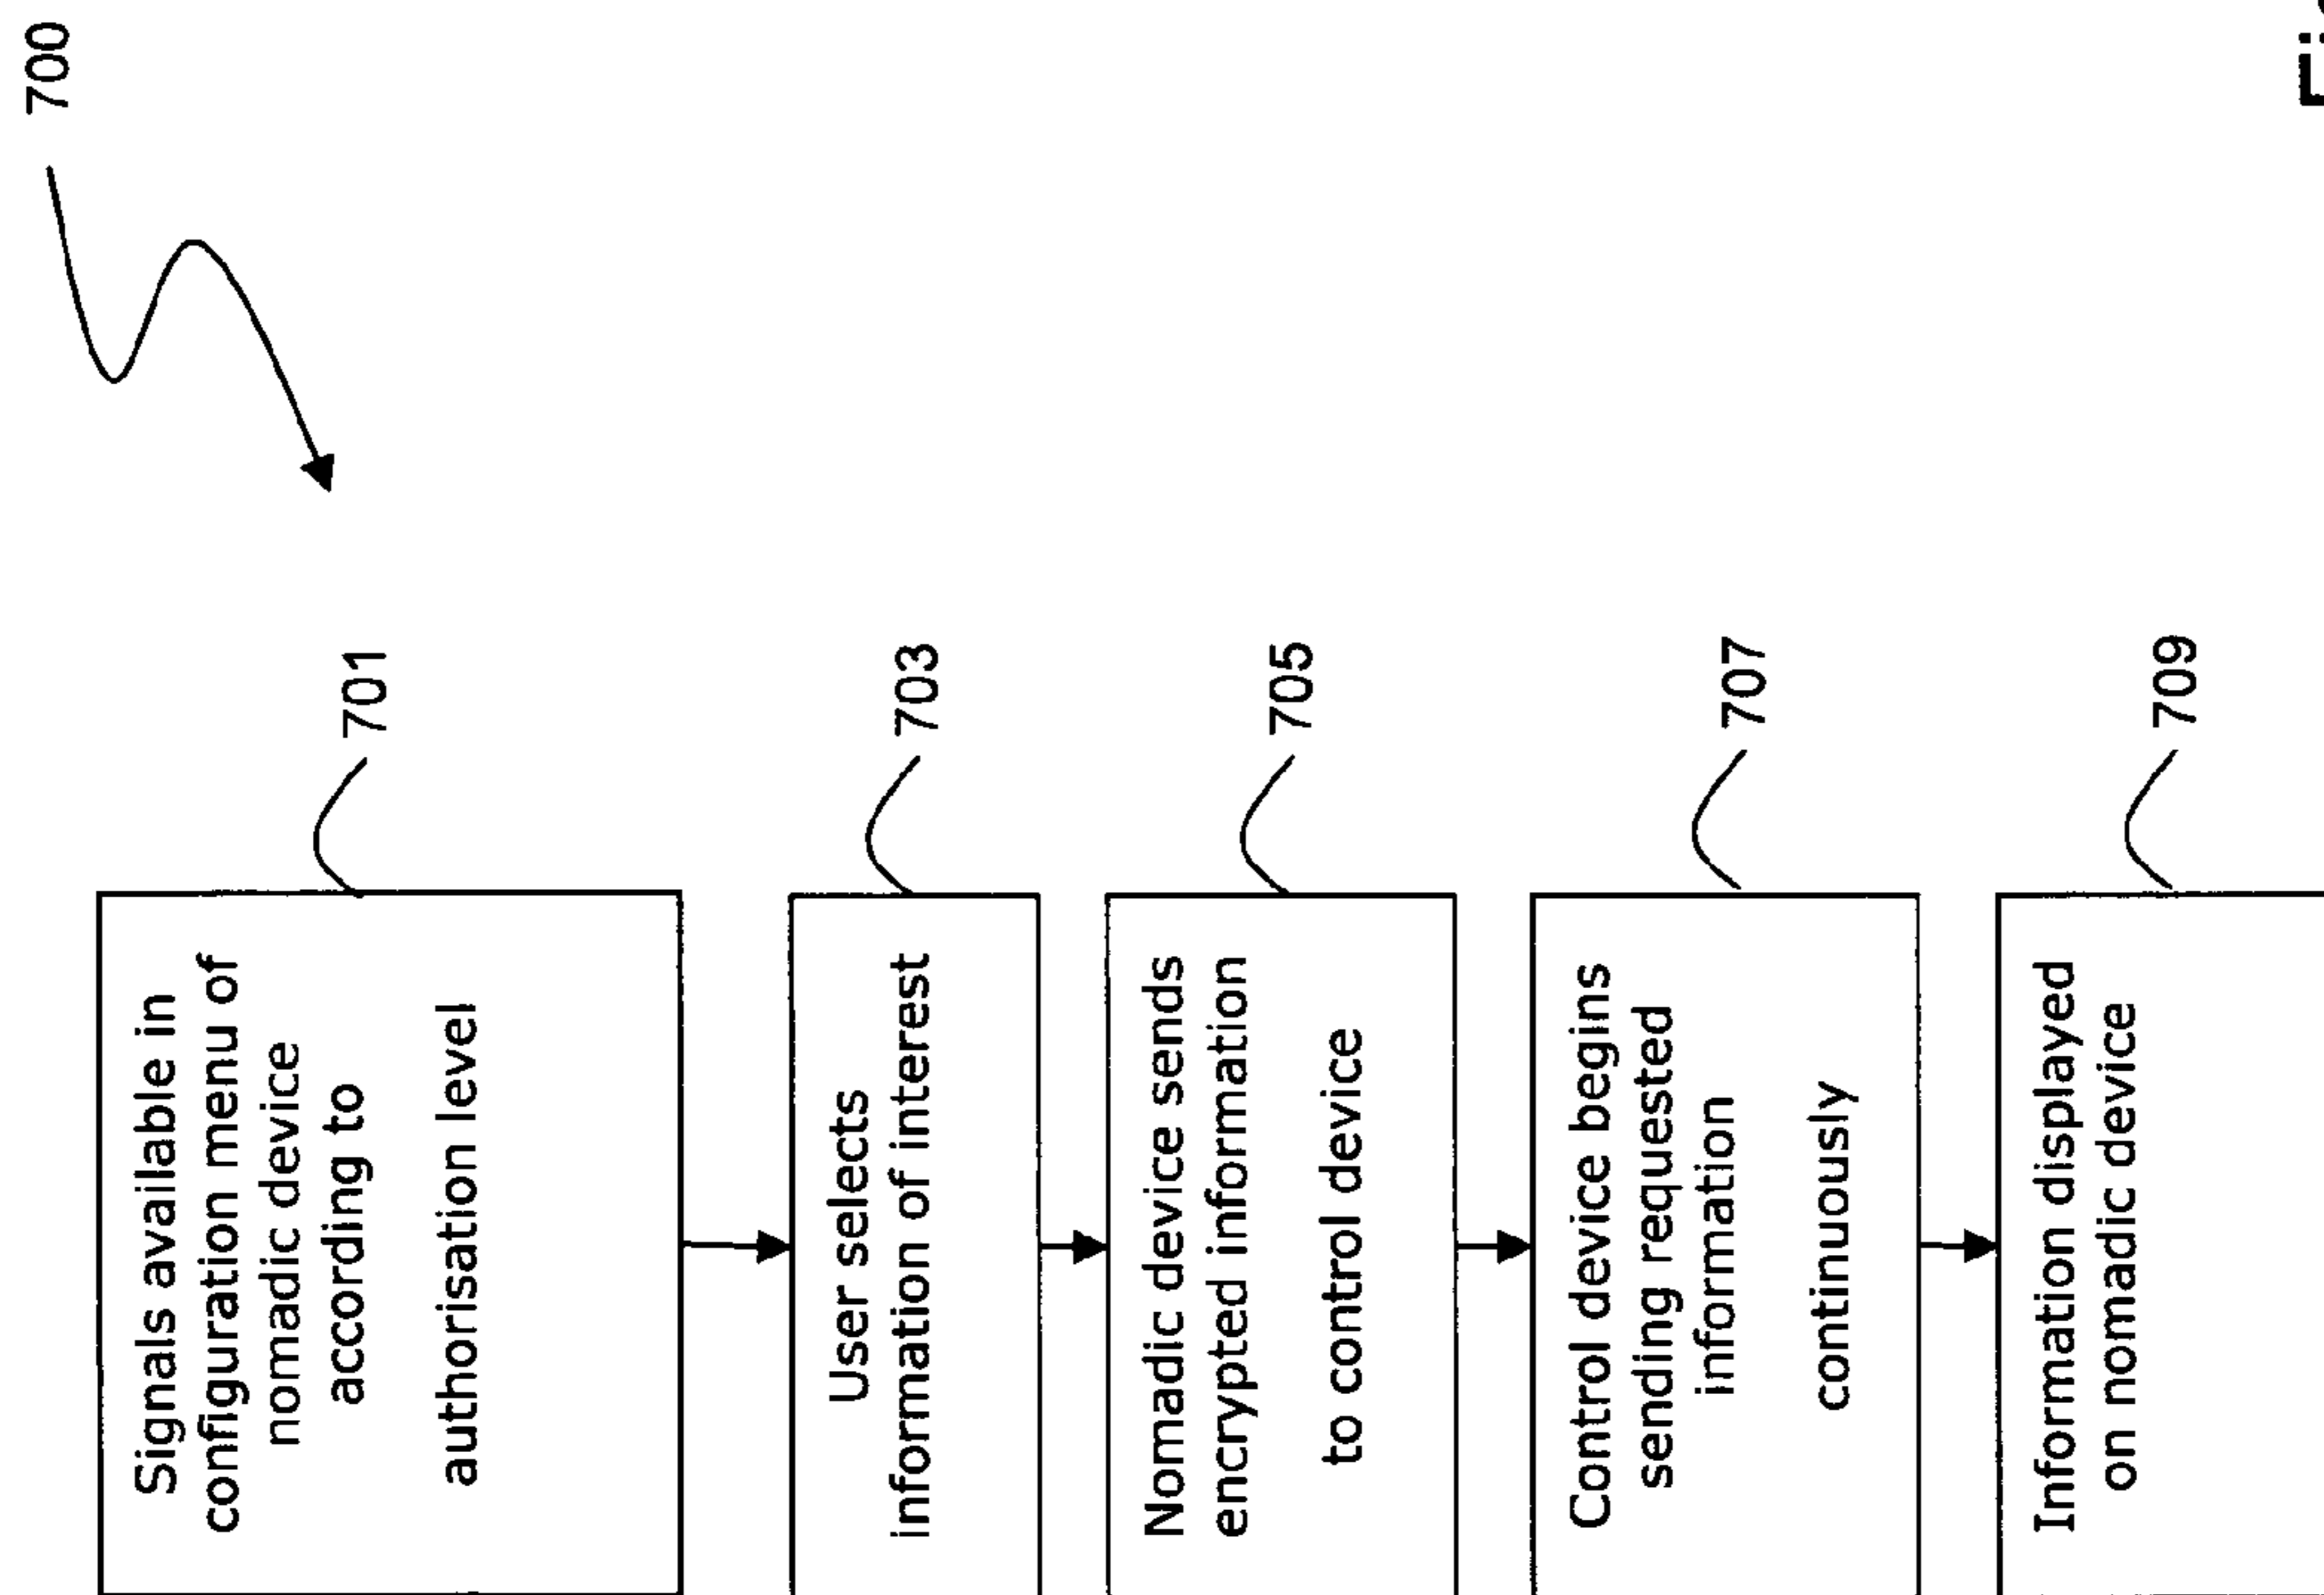 700
Signals available in
configuration menu of
nomadic device
according to
authorisation level
701
User selects
information of interest
703
Nomadic device sends
encrypted information
to control device
705
Control device begins
sending requested
information
continuously
707
Information displayed
on nomadic device
709